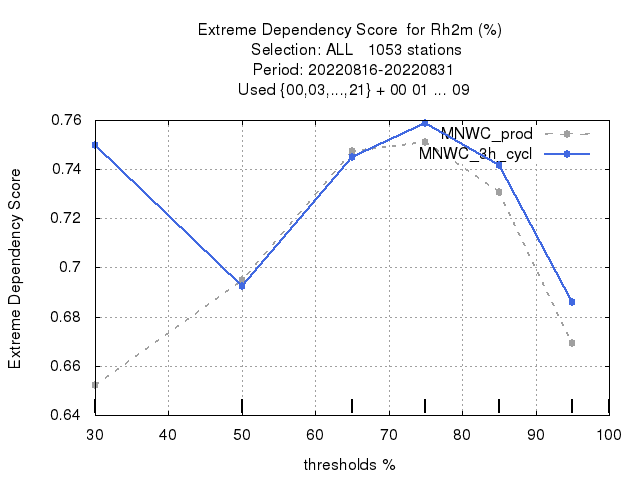 Extreme Dependency Score  for Rh2m (%)
Selection: ALL   1053 stations
Period: 20220816-20220831
Used {00,03,...,21} + 00 01 ... 09
Extreme Dependency Score
0.76
0.74
0.72
0.7
0.68
0.66
0.64
MNWC_prod
MNWC_3h_cycl
30
40
50
60
70
80
90
100
thresholds %